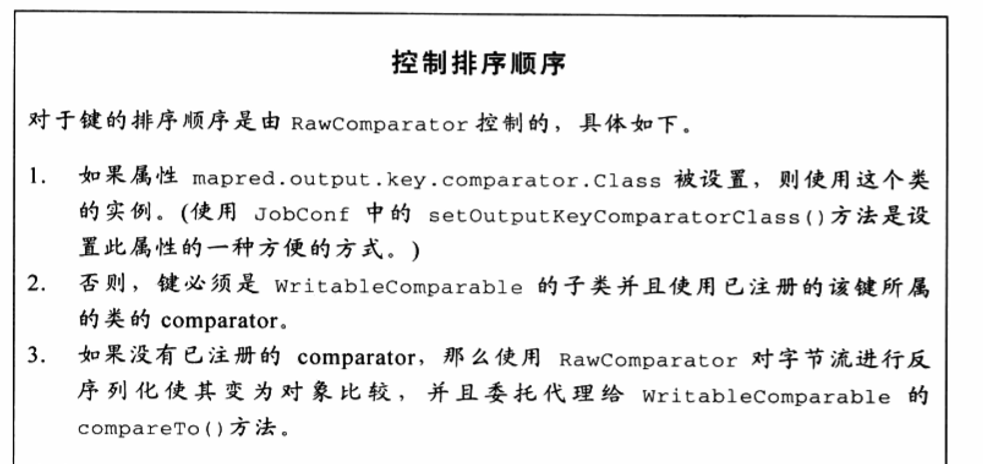 控制排序顺序
对于键的排序顺序是由 RawComparator 控制的，具体如下。
1. 如果属性 mapred.output.key.comparator.Class 被设置，则使用这个类
的实例。(使用 JobConf 中的 setOutputKeyComparatorClass()方法是设
置此属性的一种方便的方式。)
2. 否则，键必须是 WritableComparable 的子类并且使用已注册的该键所属
的类的 comparator。
3. 如果没有已注册的 comparator，那么使用 RawComparator 对字节流进行反
序列化使其变为对象比较，并且委托代理给 WritableComparable 的
compareTo()方法。